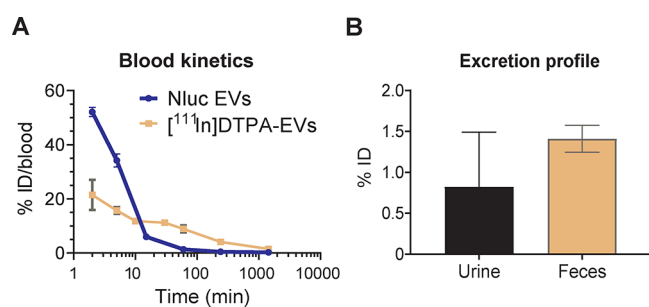 A
Blood kinetics
Nluc EVs
[¹¹¹In]DTPA-EVs
% ID/blood
60
40
20
0
1
10
100
1000
10000
Time (min)
B
Excretion profile
% ID
2.0
1.5
1.0
0.5
0
Urine
Feces